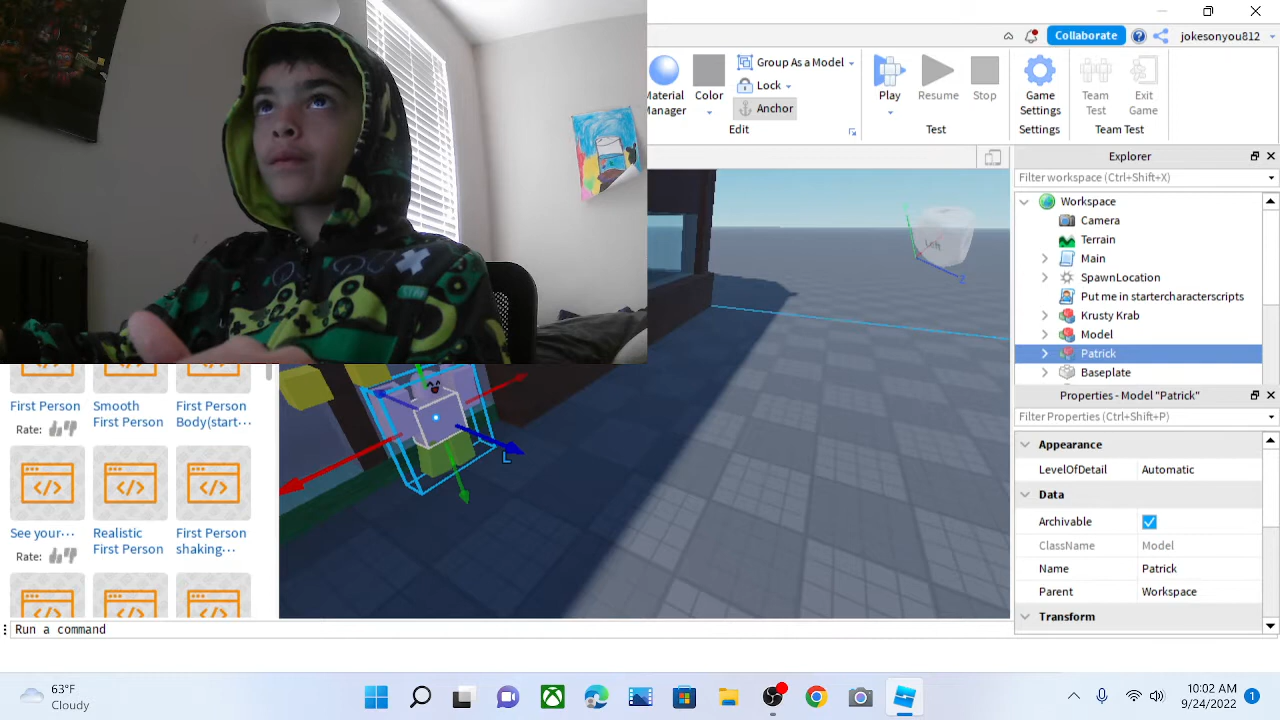 Collaborate
jokesonyou812
Material
Manager
Color
Group As a Model
Lock
Anchor
Edit
Play
Resume
Stop
Test
Game
Settings
Settings
Team
Test
Exit
Game
Team Test
Explorer
Filter workspace (Ctrl+Shift+X)
Workspace
Camera
Terrain
Main
SpawnLocation
Put me in startercharacterscripts
Krusty Krab
Model
Patrick
Baseplate
Properties - Model "Patrick"
Filter Properties (Ctrl+Shift+P)
Appearance
LevelOfDetail Automatic
Data
Archivable
ClassName Model
Name Patrick
Parent Workspace
Transform
First Person
Rate:
Smooth
First Person
First Person
Body(start···
See your···
Rate:
Realistic
First Person
First Person
shaking···
Z
L
Run a command
63°F
Cloudy
10:02 AM
9/24/2022
1